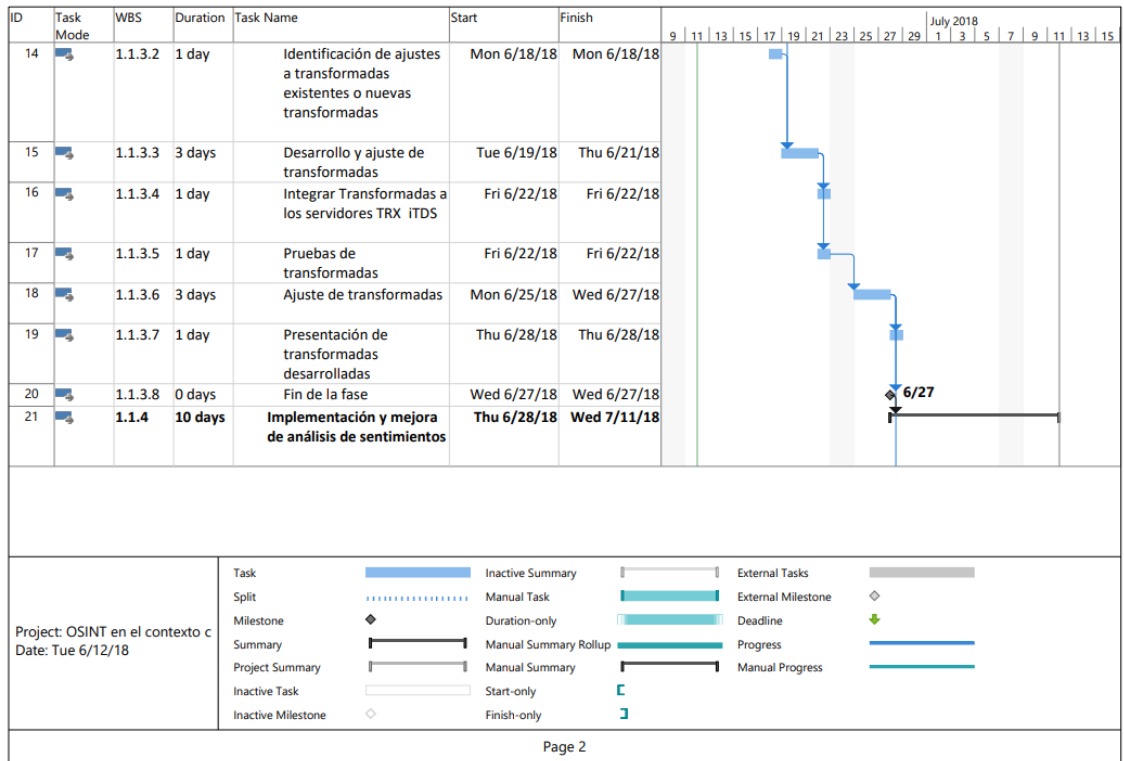 ID Task Mode WBS Duration Task Name Start Finish
July 2018
9 11 13 15 17 19 21 23 25 27 29 1 3 5 7 9 11 13 15
14 1.1.3.2 1 day Identificación de ajustes Mon 6/18/18 Mon 6/18/18
a transformadas
existentes o nuevas
transformadas
15 1.1.3.3 3 days Desarrollo y ajuste de Tue 6/19/18 Thu 6/21/18
transformadas
16 1.1.3.4 1 day Integrar Transformadas a Fri 6/22/18 Fri 6/22/18
los servidores TRX iTDS
17 1.1.3.5 1 day Pruebas de Fri 6/22/18 Fri 6/22/18
transformadas
18 1.1.3.6 3 days Ajuste de transformadas Mon 6/25/18 Wed 6/27/18
19 1.1.3.7 1 day Presentación de Thu 6/28/18 Thu 6/28/18
transformadas
desarrolladas
20 1.1.3.8 0 days Fin de la fase Wed 6/27/18 Wed 6/27/18 6/27
21 1.1.4 10 days Implementación y mejora Thu 6/28/18 Wed 7/11/18
de análisis de sentimientos
Project: OSINT en el contexto c
Date: Tue 6/12/18
Task Inactive Summary External Tasks
Split Manual Task External Milestone
Milestone Duration-only Deadline
Summary Manual Summary Rollup Progress
Project Summary Manual Summary Manual Progress
Inactive Task Start-only
Inactive Milestone Finish-only
Page 2